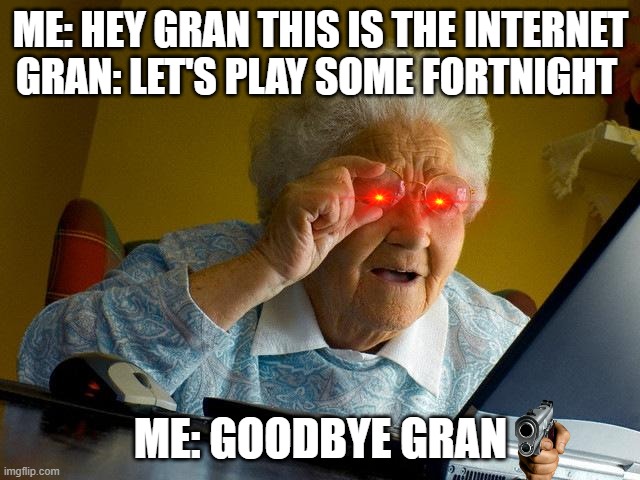 ME: HEY GRAN THIS IS THE INTERNET
GRAN: LET'S PLAY SOME FORTNIGHT
ME: GOODBYE GRAN
imgflip.com